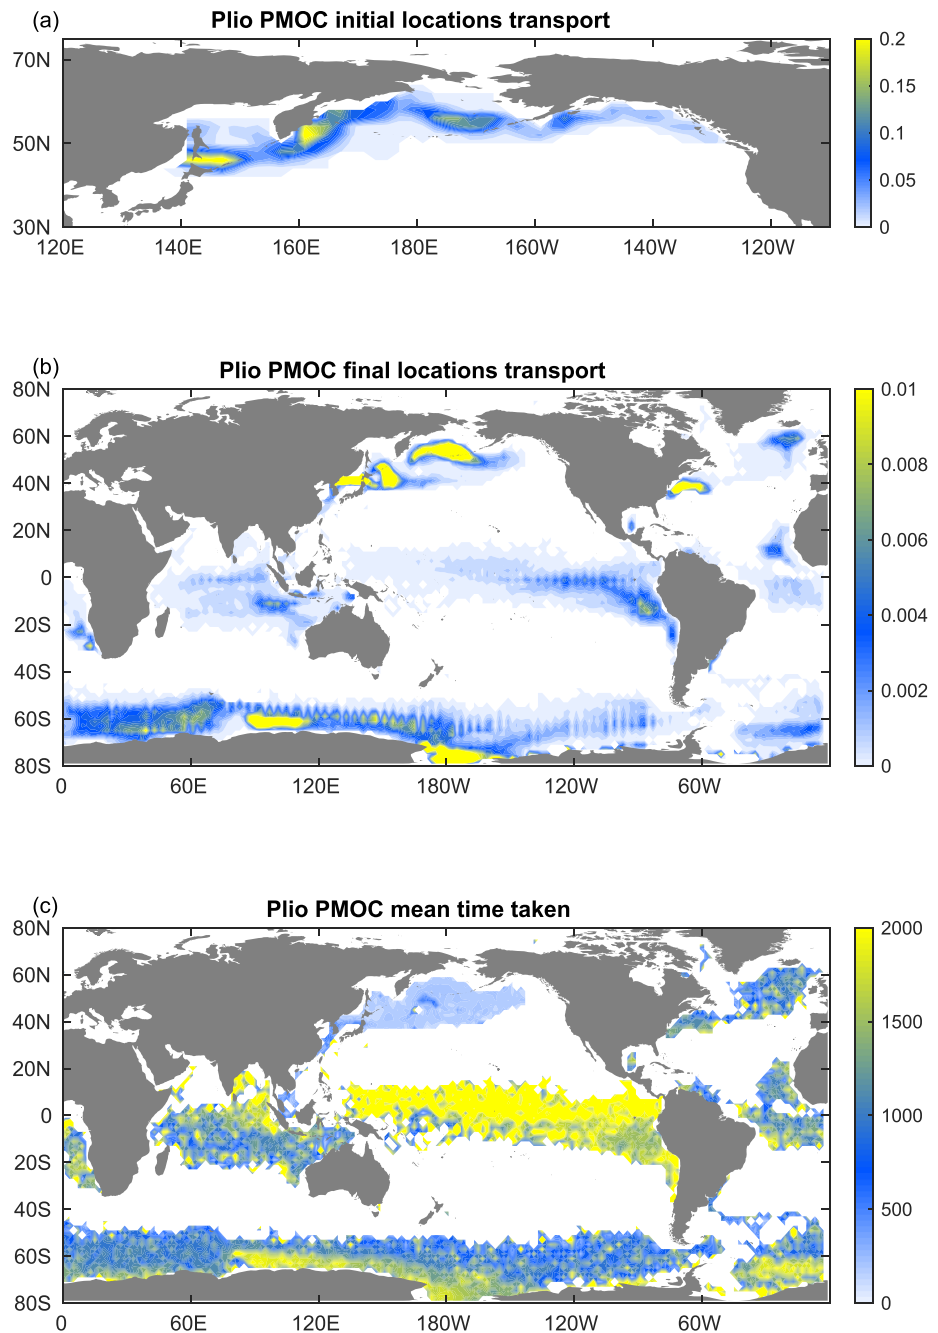 (a)
Plio PMOC initial locations transport
70N
50N
30N
120E 140E 160E 180E 160W 140W 120W
0.2
0.15
0.1
0.05
0
(b)
Plio PMOC final locations transport
80N
60N
40N
20N
0
20S
40S
60S
80S
0 60E 120E 180W 120W 60W
0.01
0.008
0.006
0.004
0.002
0
(c)
Plio PMOC mean time taken
80N
60N
40N
20N
0
20S
40S
60S
80S
0 60E 120E 180W 120W 60W
2000
1500
1000
500
0